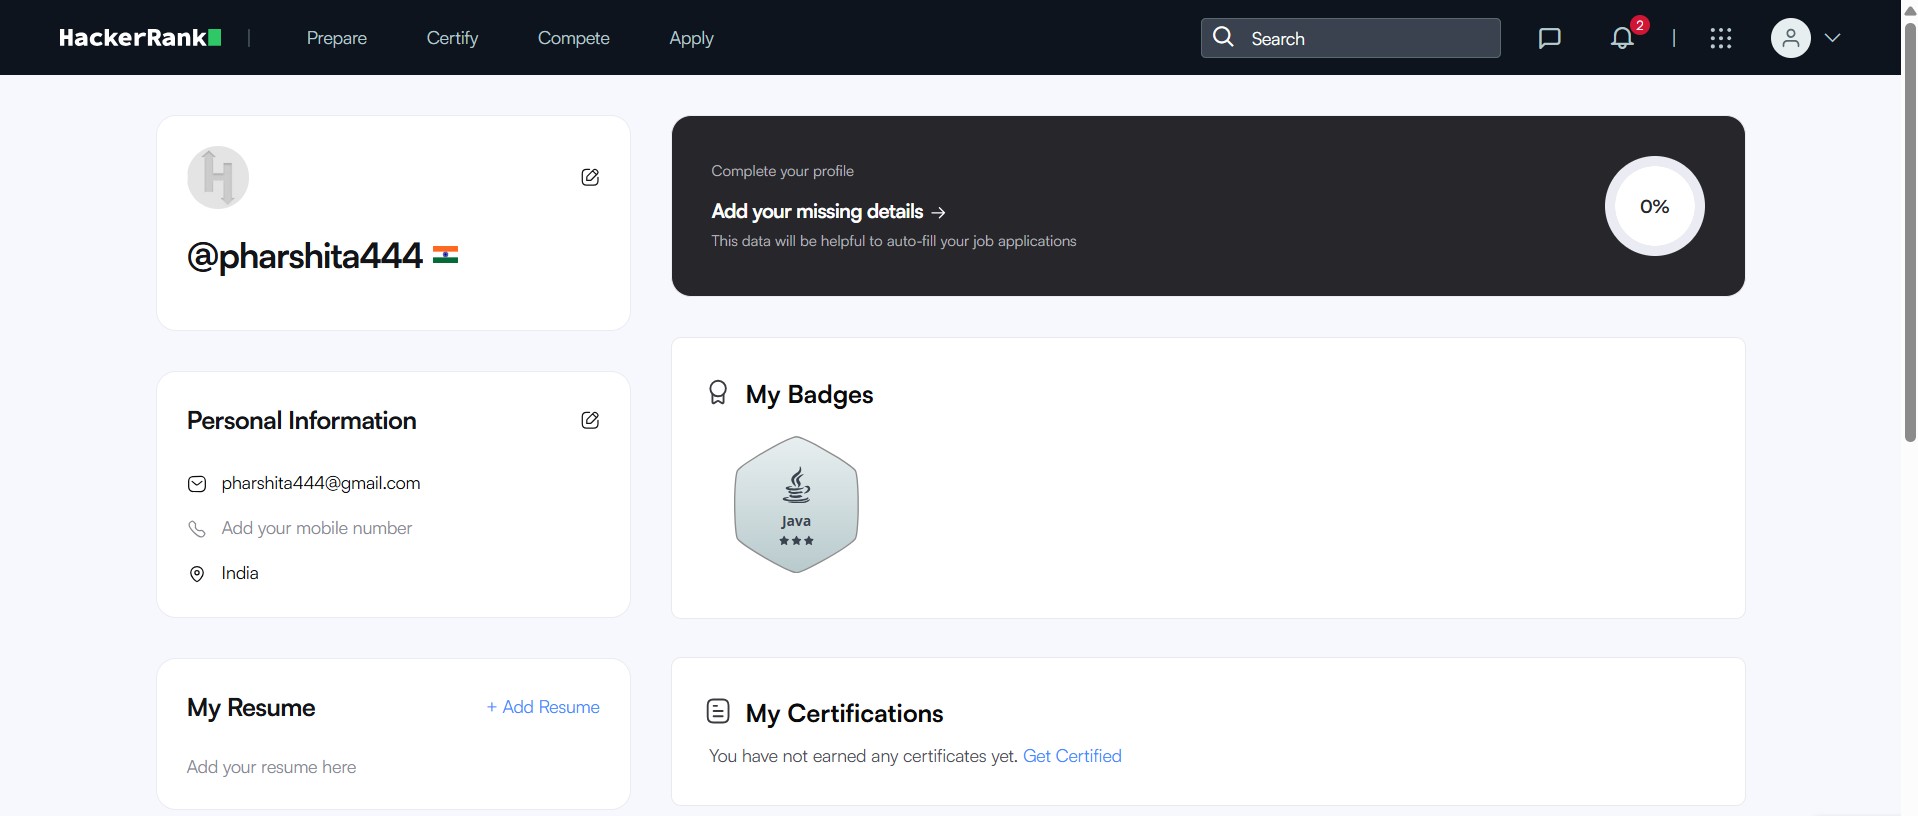 HackerRank
Prepare
Certify
Compete
Apply
Search
2
@pharshita444
Complete your profile
Add your missing details →
This data will be helpful to auto-fill your job applications
0%
Personal Information
pharshita444@gmail.com
Add your mobile number
India
My Badges
Java
My Resume
+ Add Resume
Add your resume here
My Certifications
You have not earned any certificates yet. Get Certified